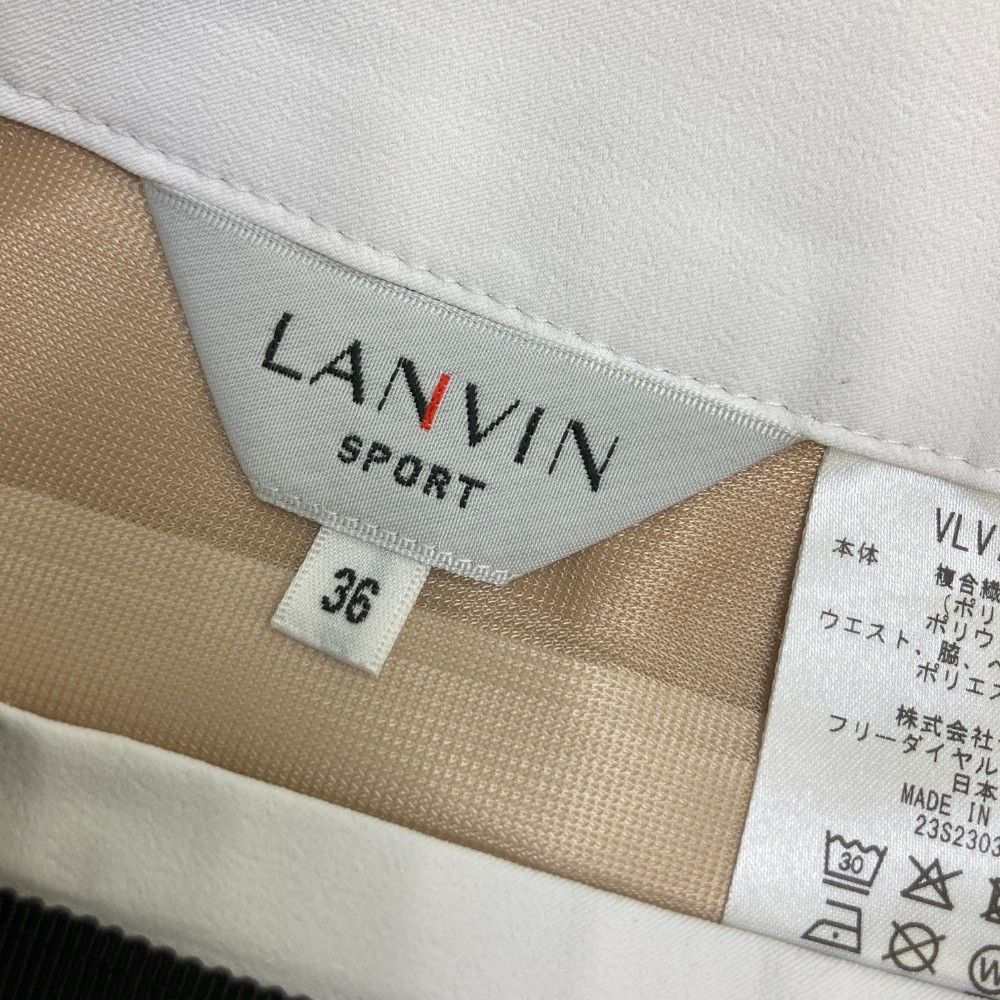 LANVIN
SPORT
36
VLV
本体
複合繊
(ポリ
ポリウ
ウエスト、脇、ベ
ポリエス
株式会社
フリーダイヤル
日本
MADE IN
23S2303
30
W